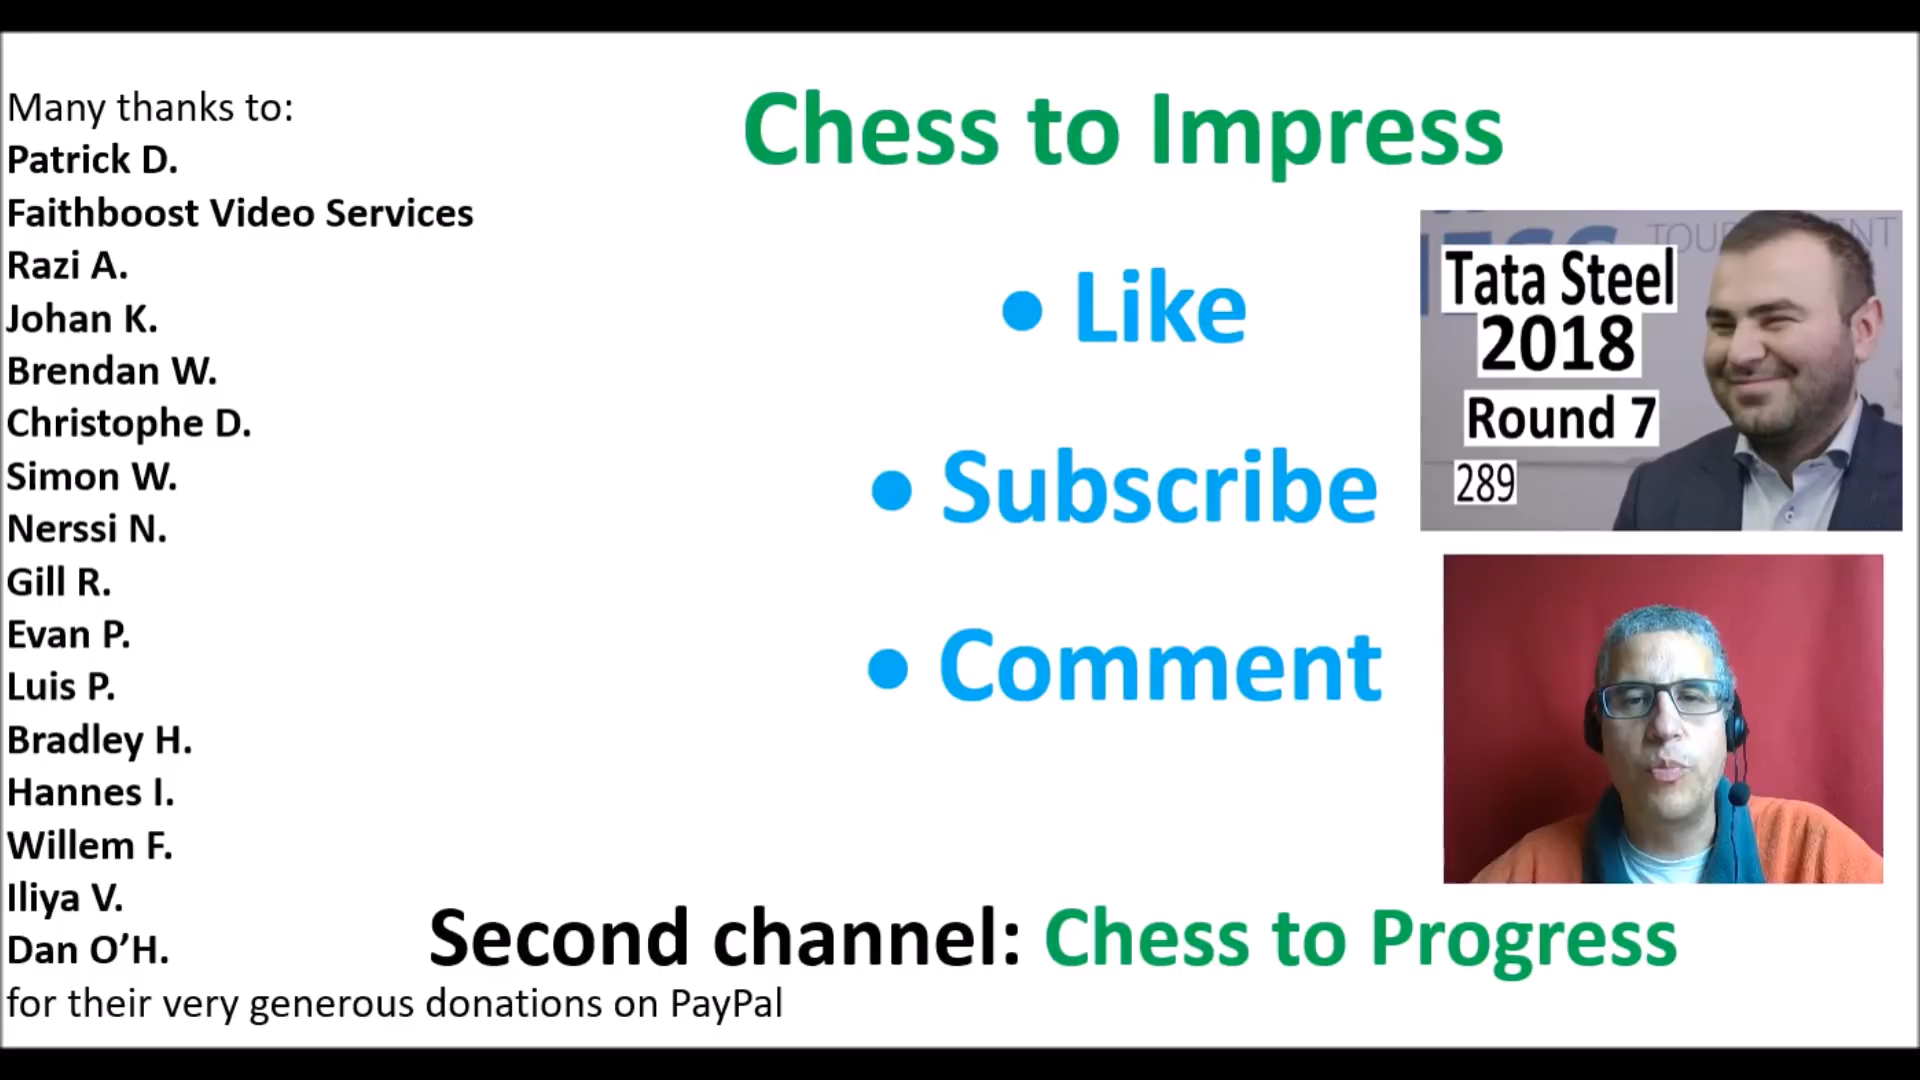 Many thanks to:
Patrick D.
Faithboost Video Services
Razi A.
Johan K.
Brendan W.
Christophe D.
Simon W.
Nerssi N.
Gill R.
Evan P.
Luis P.
Bradley H.
Hannes I.
Willem F.
Iliya V.
Dan O’H.
for their very generous donations on PayPal
Chess to Impress
• Like
• Subscribe
• Comment
Tata Steel
2018
Round 7
289
Second channel: Chess to Progress